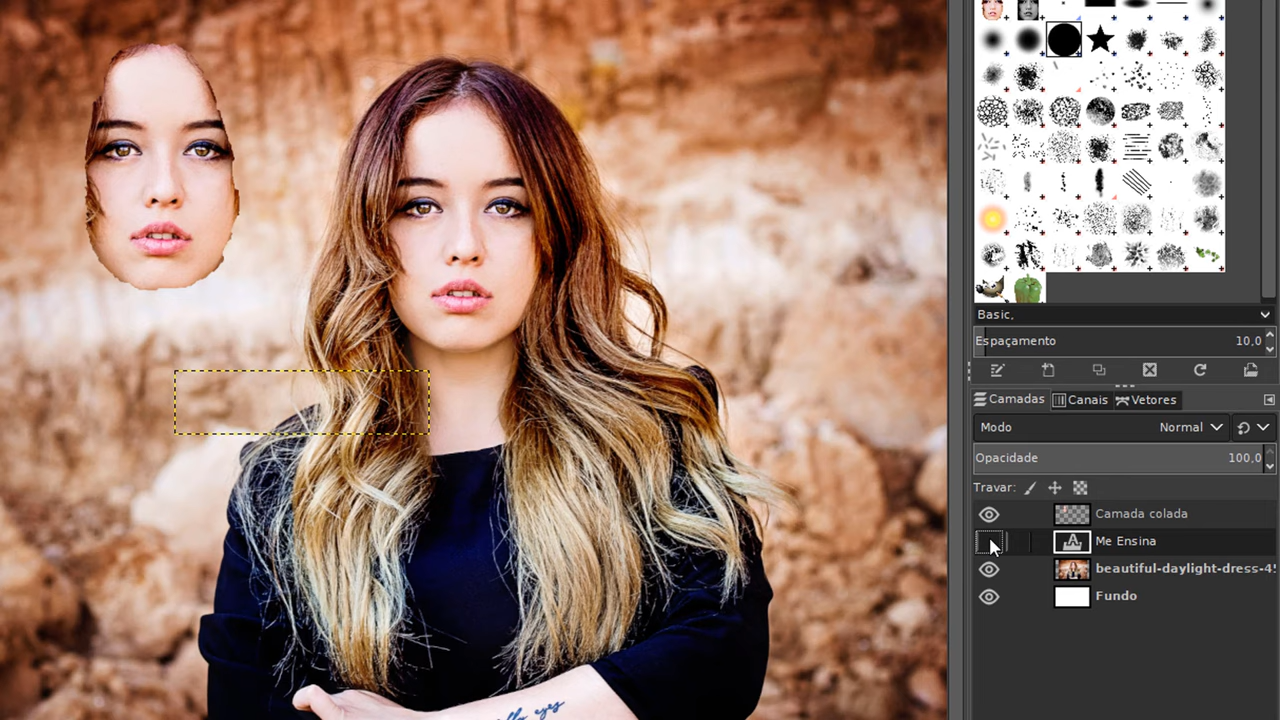 Basic,
Espaçamento 10,0
Camadas Canais Vetores
Modo Normal
Opacidade 100,0
Travar:
Camada colada
Me Ensina
beautiful-daylight-dress-4
Fundo
eyes